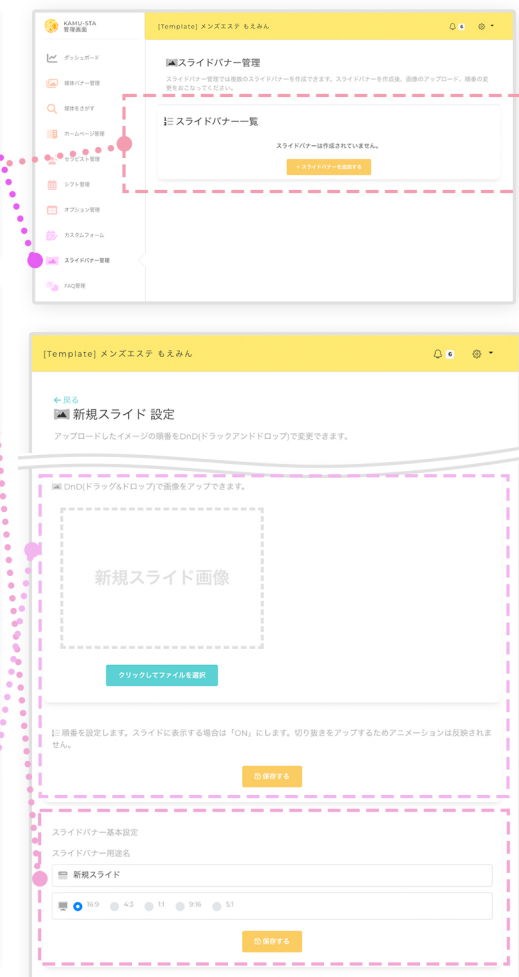 KAMU-STA
管理画面
[Template] メンズエステ もえみん
6
ダッシュボード
媒体バナー管理
媒体をさがす
ホームページ管理
セラピスト管理
シフト管理
オプション管理
カスタムフォーム
スライドバナー管理
FAQ管理
スライドバナー管理
スライドバナー管理では複数のスライドバナーを作成できます。スライドバナーを作成後、画像のアップロード、順番の変
更をおこなってください。
スライドバナー一覧
スライドバナーは作成されていません。
+ スライドバナーを追加する
[Template] メンズエステ もえみん
6
←戻る
新規スライド 設定
アップロードしたイメージの順番をDnD(ドラックアンドドロップ)で変更できます。
DnD(ドラッグ&ドロップ)で画像をアップできます。
新規スライド画像
クリックしてファイルを選択
順番を設定します。スライドに表示する場合は「ON」にします。切り抜きをアップするためアニメーションは反映されま
せん。
保存する
スライドバナー基本設定
スライドバナー用途名
新規スライド
16:9 4:3 1:1 9:16 5:1
保存する